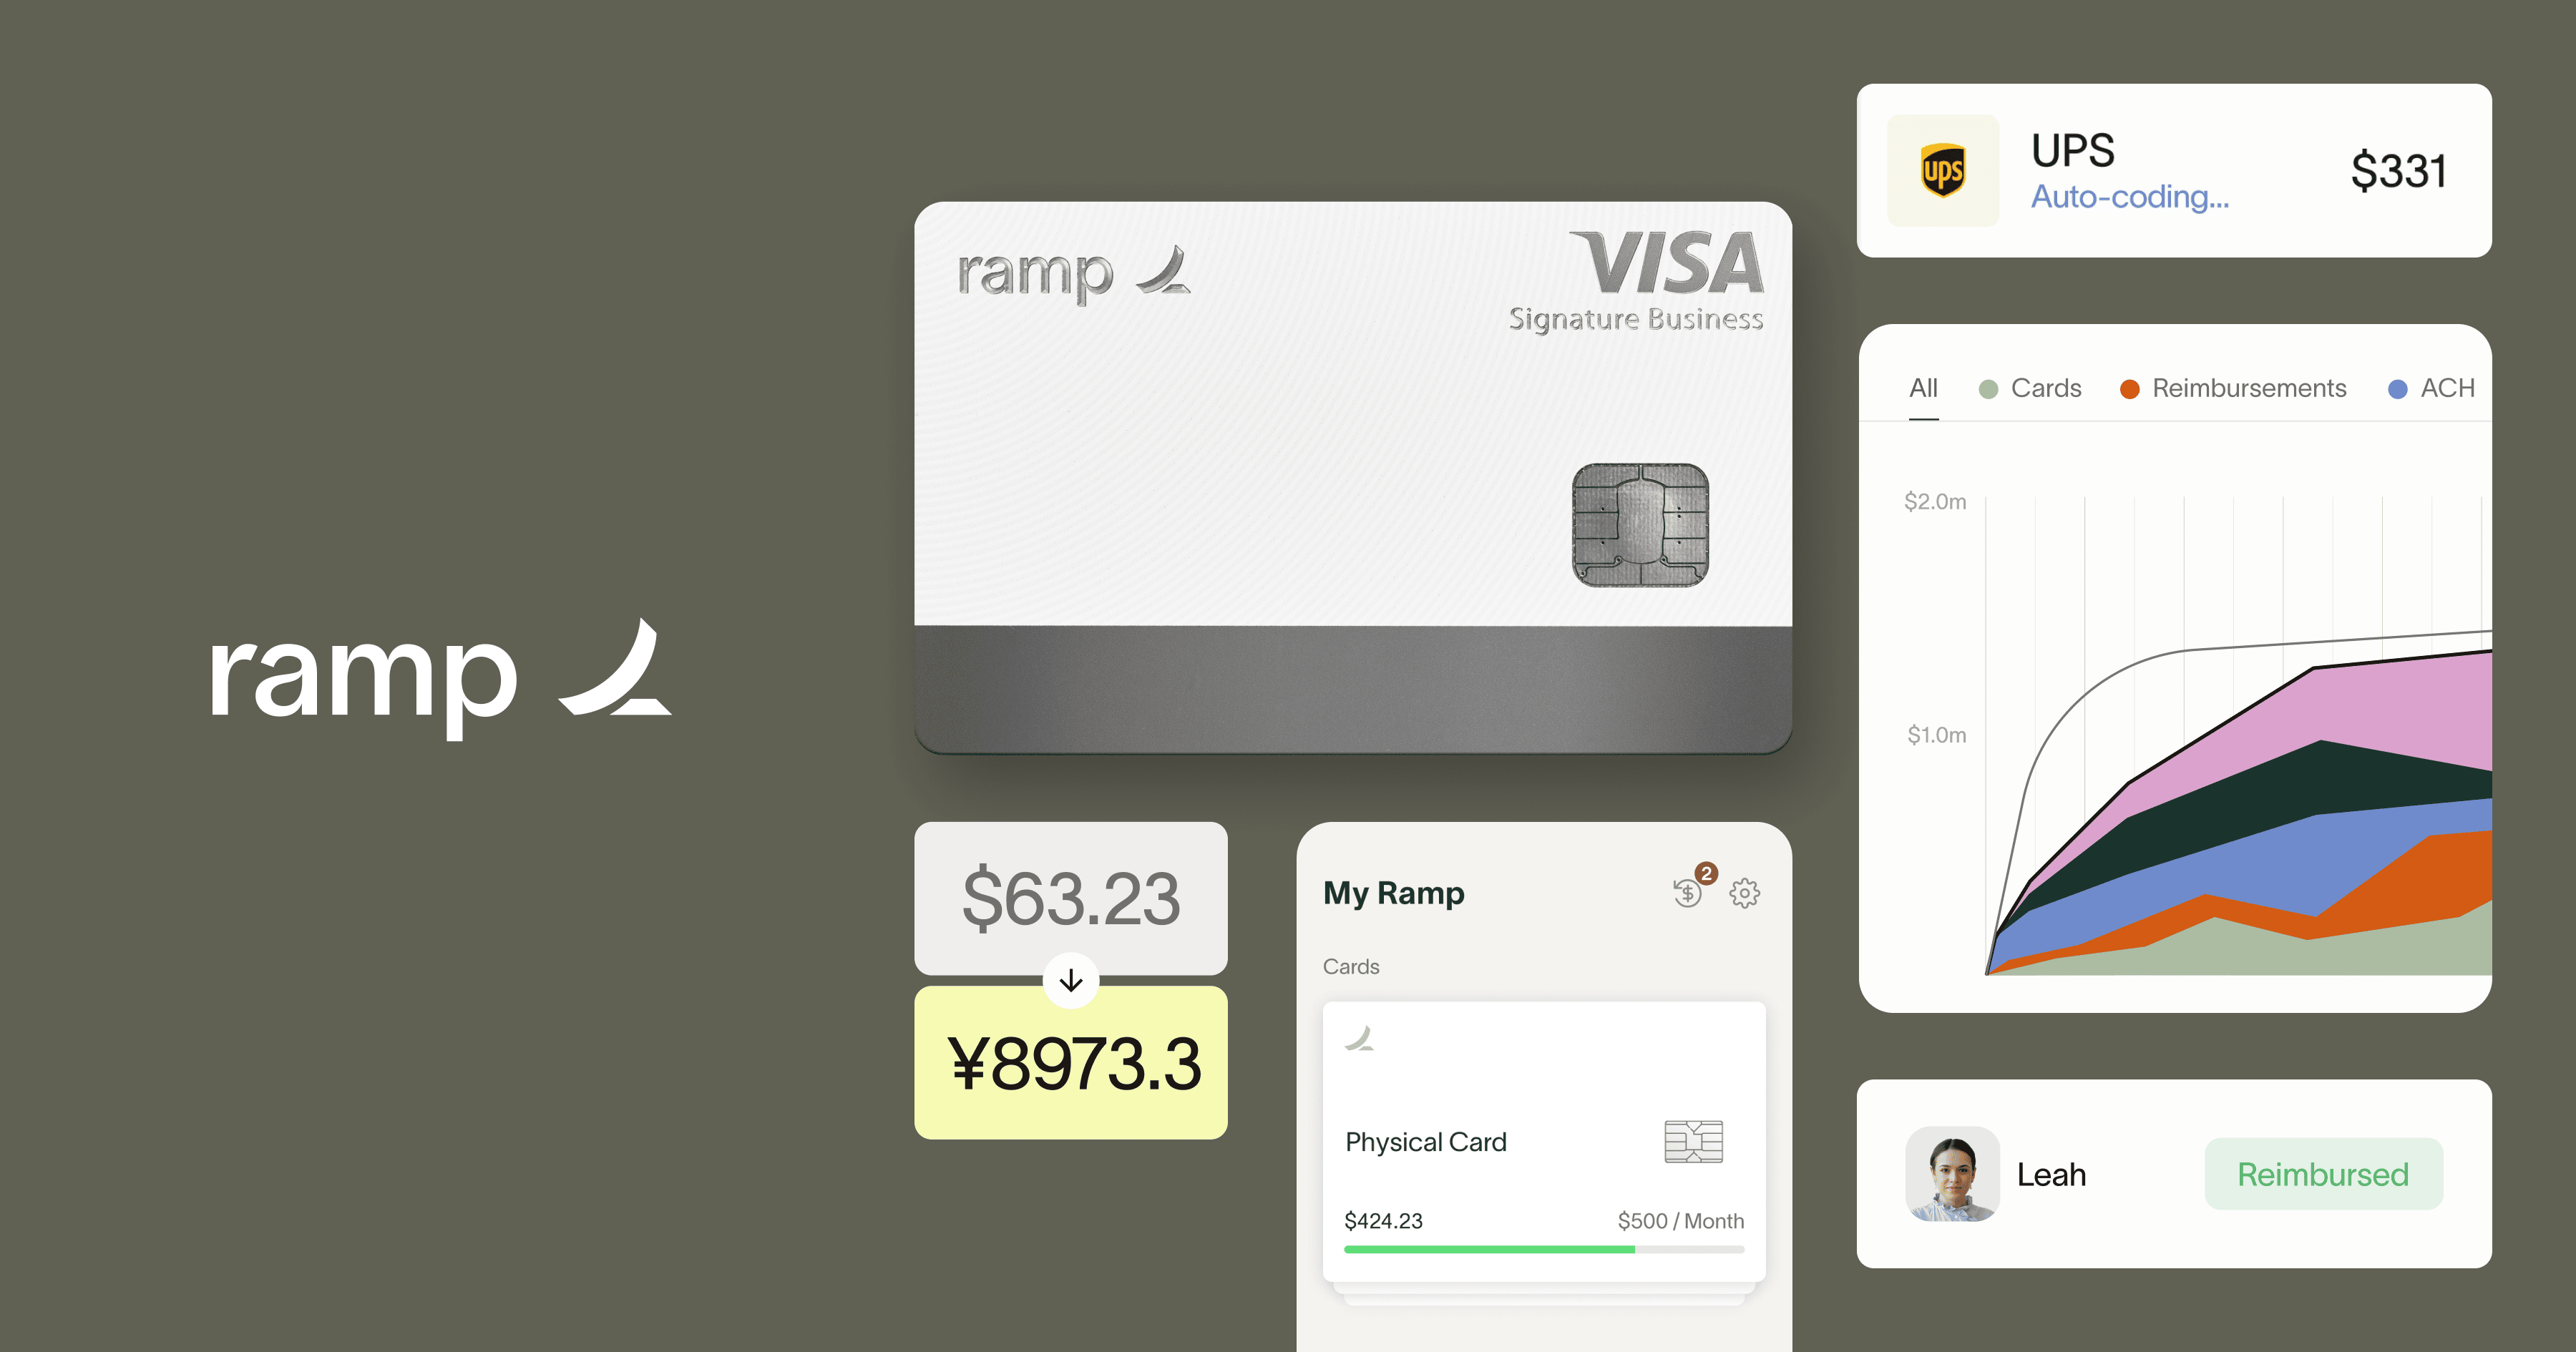 ramp
ramp
VISA
Signature Business
$63.23
¥8973.3
My Ramp
2
Cards
Physical Card
$424.23
$500 / Month
ups
UPS
Auto-coding...
$331
All
Cards
Reimbursements
ACH
$2.0m
$1.0m
Leah
Reimbursed